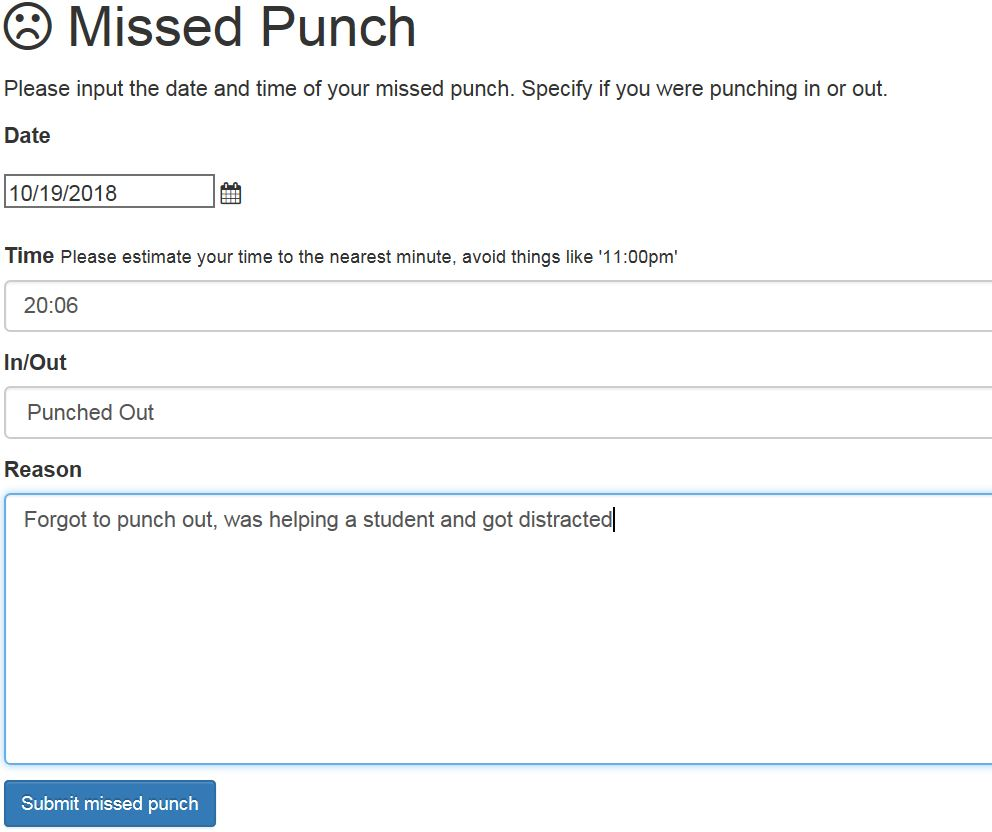 Missed Punch
Please input the date and time of your missed punch. Specify if you were punching in or out.
Date
10/19/2018
Time Please estimate your time to the nearest minute, avoid things like '11:00pm'
20:06
In/Out
Punched Out
Reason
Forgot to punch out, was helping a student and got distracted
Submit missed punch